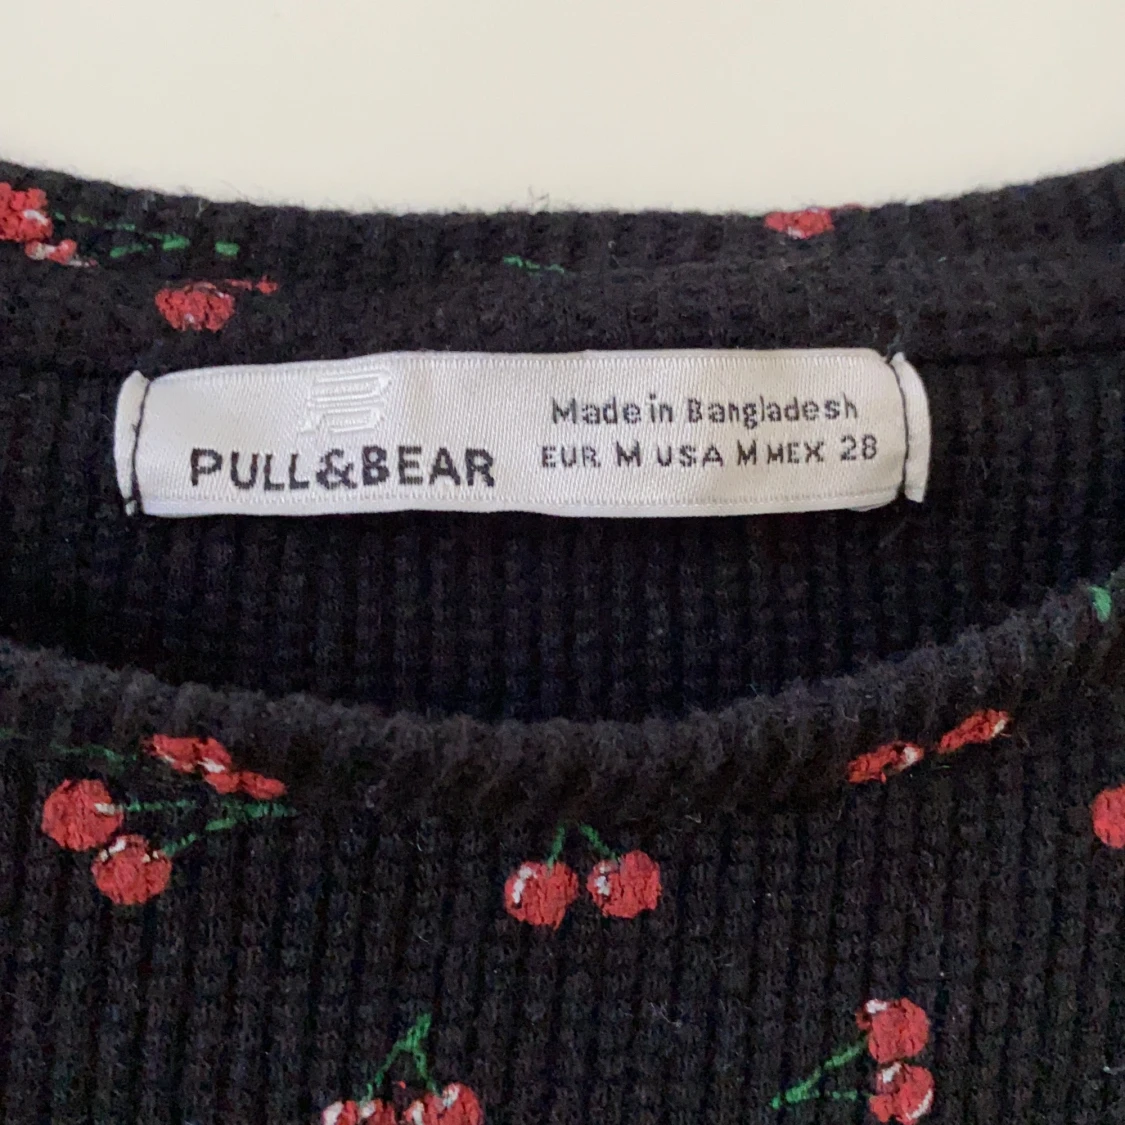 PULL&BEAR
Made in Bangladesh
EUR M USA M MEX 28